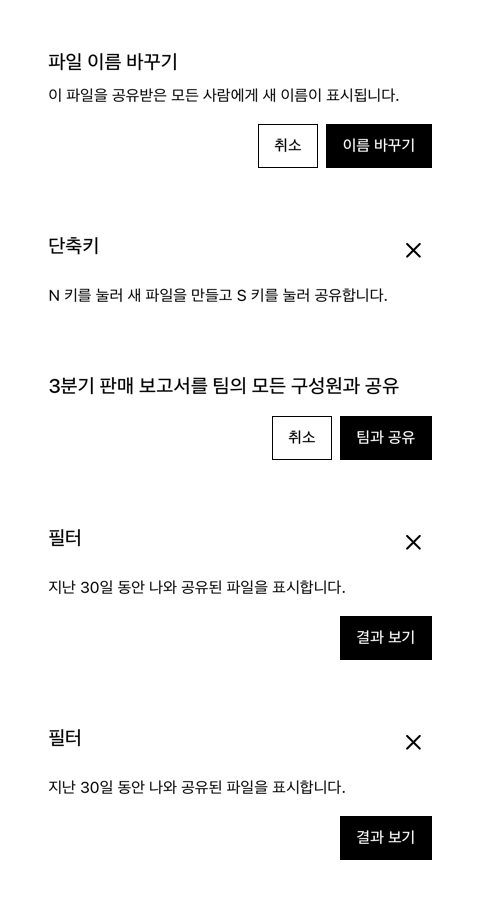 파일 이름 바꾸기
이 파일을 공유받은 모든 사람에게 새 이름이 표시됩니다.
취소 이름 바꾸기
단축키
N 키를 눌러 새 파일을 만들고 S 키를 눌러 공유합니다.
3분기 판매 보고서를 팀의 모든 구성원과 공유
취소 팀과 공유
필터
지난 30일 동안 나와 공유된 파일을 표시합니다.
결과 보기
필터
지난 30일 동안 나와 공유된 파일을 표시합니다.
결과 보기